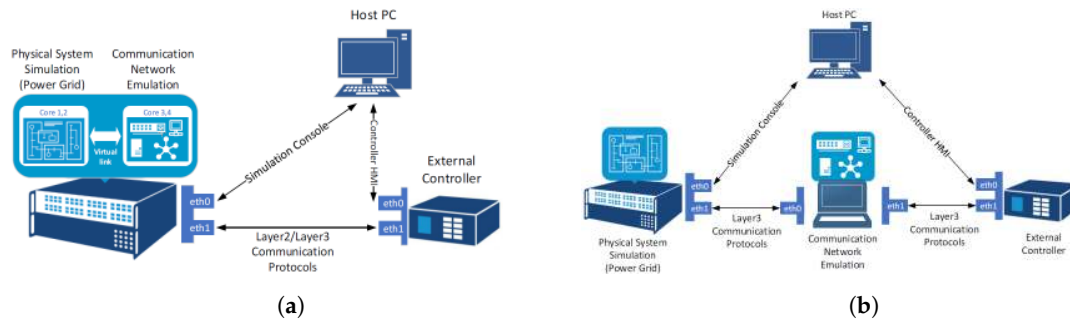 Host PC
Physical System
Simulation
(Power Grid)
Communication
Network
Emulation
Core 1,2
Core 3,4
Virtual
link
Simulation Console
Controller HMI
External
Controller
eth0
eth1
eth0
eth1
Layer2/Layer3
Communication
Protocols
(a)
Host PC
Simulation Console
Controller HMI
eth0
eth1
eth0
eth1
eth0
eth1
Layer3
Communication
Protocols
Layer3
Communication
Protocols
Physical System
Simulation
(Power Grid)
Communication
Network
Emulation
External
Controller
(b)